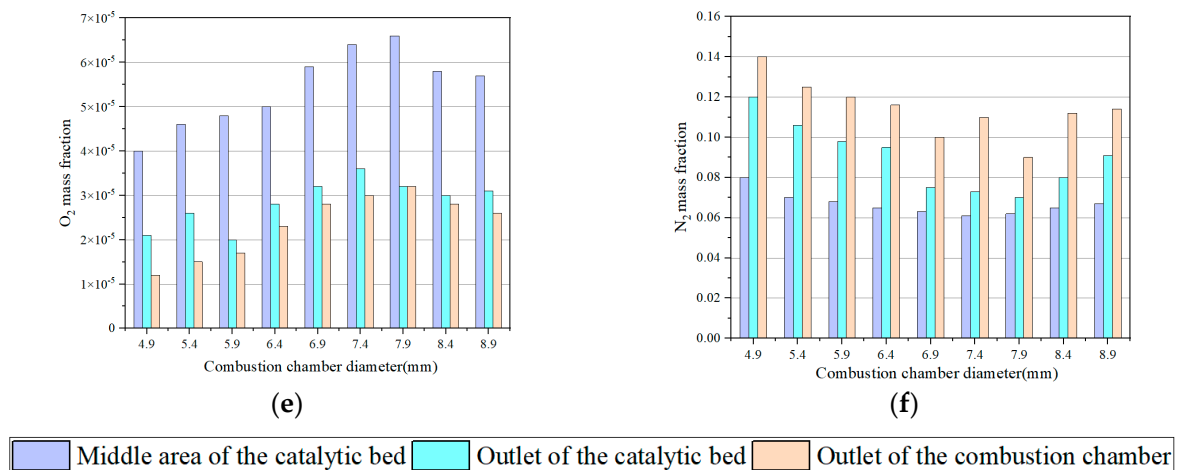 7×10⁻⁵
6×10⁻⁵
5×10⁻⁵
4×10⁻⁵
3×10⁻⁵
2×10⁻⁵
1×10⁻⁵
0
O₂ mass fraction
4.9 5.4 5.9 6.4 6.9 7.4 7.9 8.4 8.9
Combustion chamber diameter(mm)
(e)
0.16
0.14
0.12
0.10
0.08
0.06
0.04
0.02
0.00
N₂ mass fraction
4.9 5.4 5.9 6.4 6.9 7.4 7.9 8.4 8.9
Combustion chamber diameter(mm)
(f)
Middle area of the catalytic bed Outlet of the catalytic bed Outlet of the combustion chamber